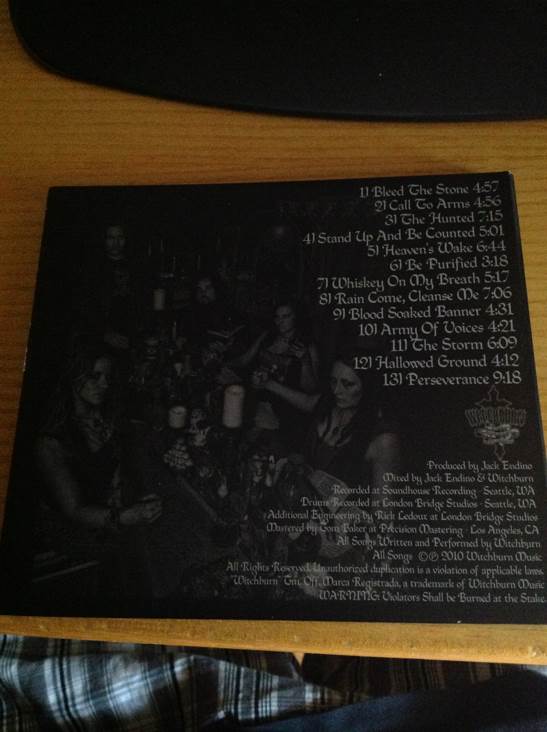 1) Bleed The Stone 4:57
2) Call To Arms 4:56
3) The Hunted 7:15
4) Stand Up And Be Counted 5:01
5) Heaven's Wake 6:44
6) Be Purified 3:18
7) Whiskey On My Breath 5:17
8) Rain Come, Cleanse Me 7:06
9) Blood Soaked Banner 4:31
10) Army Of Voices 4:21
11) The Storm 6:09
12) Hallowed Ground 4:12
13) Perseverance 9:18
WITCHBURN
Produced by Jack Endino
Mixed by Jack Endino & Witchburn
Recorded at Soundhouse Recording - Seattle, WA
Drums Recorded at London Bridge Studios - Seattle, WA
Additional Engineering by Rick Ledoux at London Bridge Studios
Mastered by Tom Baker at Precision Mastering - Los Angeles, CA
All Songs Written and Performed by Witchburn
All Songs ©℗ 2010 Witchburn Music
All Rights Reserved. Unauthorized duplication is a violation of applicable laws.
"Witchburn" Tm. Off. Marca Registrada, a trademark of Witchburn Music
WARNING: Violators Shall be Burned at the Stake.